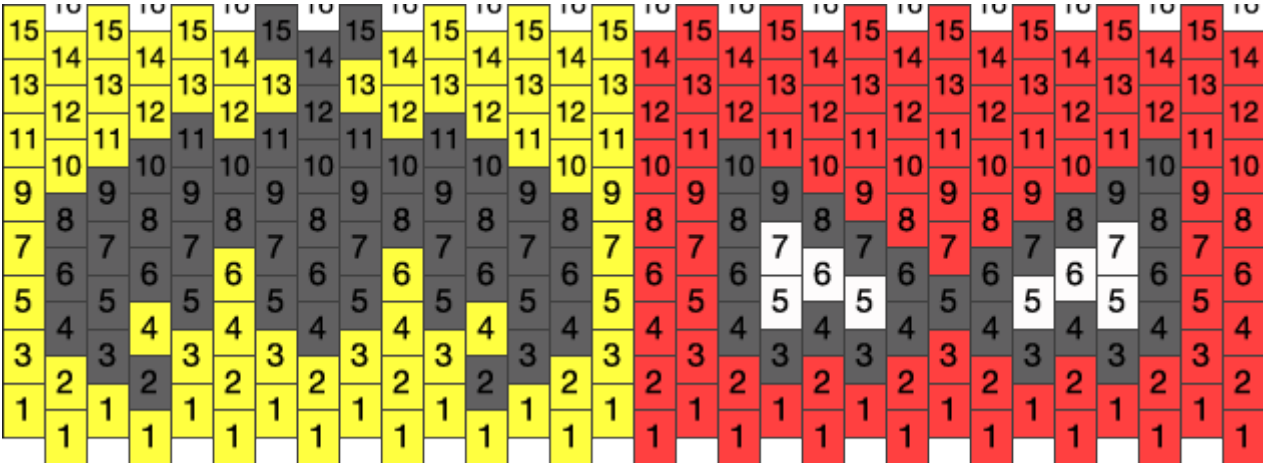 15 15 15 15 15 15 15 15 15 15 15 15 15 15 15
14 14 14 14 14 14 14 14 14 14 14 14 14 14 14
13 13 13 13 13 13 13 13 13 13 13 13 13 13 13
12 12 12 12 12 12 12 12 12 12 12 12 12 12 12
11 11 11 11 11 11 11 11 11 11 11 11 11 11 11
10 10 10 10 10 10 10 10 10 10 10 10 10 10 10
9 9 9 9 9 9 9 9 9 9 9 9 9 9 9
8 8 8 8 8 8 8 8 8 8 8 8 8 8 8
7 7 7 7 7 7 7 7 7 7 7 7 7 7 7
6 6 6 6 6 6 6 6 6 6 6 6 6 6 6
5 5 5 5 5 5 5 5 5 5 5 5 5 5 5
4 4 4 4 4 4 4 4 4 4 4 4 4 4 4
3 3 3 3 3 3 3 3 3 3 3 3 3 3 3
2 2 2 2 2 2 2 2 2 2 2 2 2 2 2
1 1 1 1 1 1 1 1 1 1 1 1 1 1 1
1 1 1 1 1 1 1 1 1 1 1 1 1 1 1